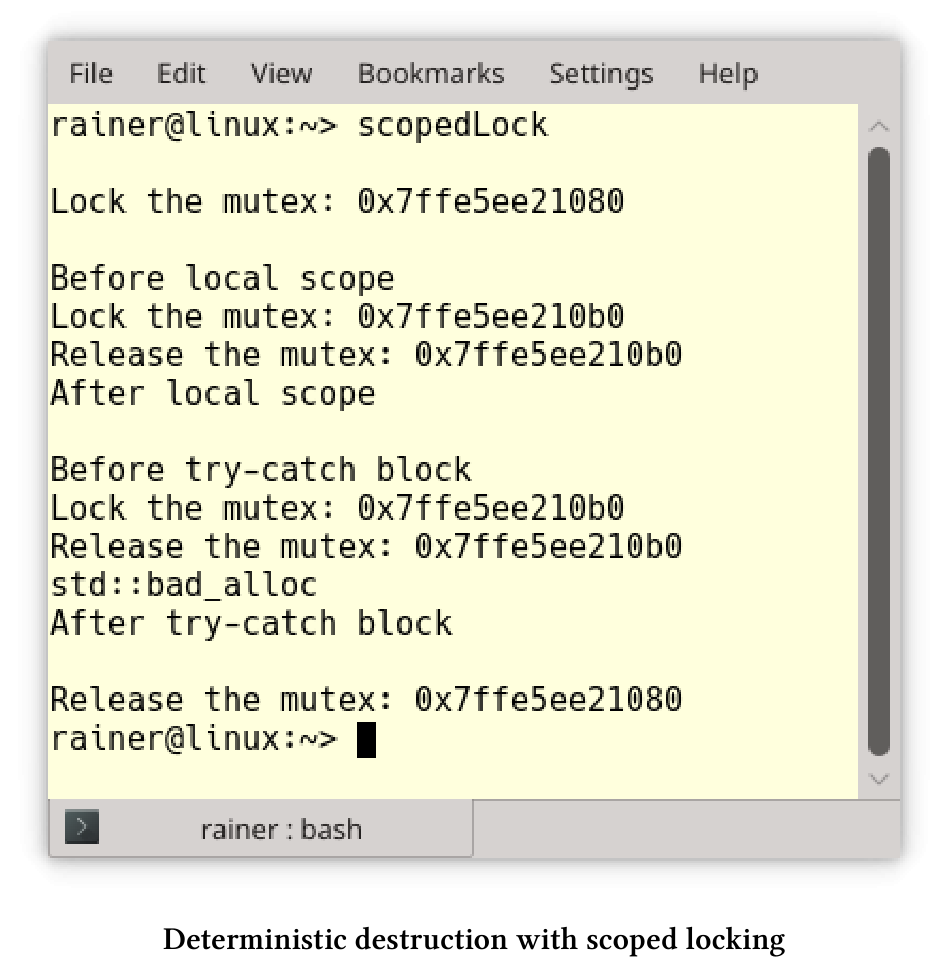 File Edit View Bookmarks Settings Help
rainer@linux:~> scopedLock
Lock the mutex: 0x7ffe5ee21080
Before local scope
Lock the mutex: 0x7ffe5ee210b0
Release the mutex: 0x7ffe5ee210b0
After local scope
Before try-catch block
Lock the mutex: 0x7ffe5ee210b0
Release the mutex: 0x7ffe5ee210b0
std::bad_alloc
After try-catch block
Release the mutex: 0x7ffe5ee21080
rainer@linux:~>
rainer : bash
Deterministic destruction with scoped locking